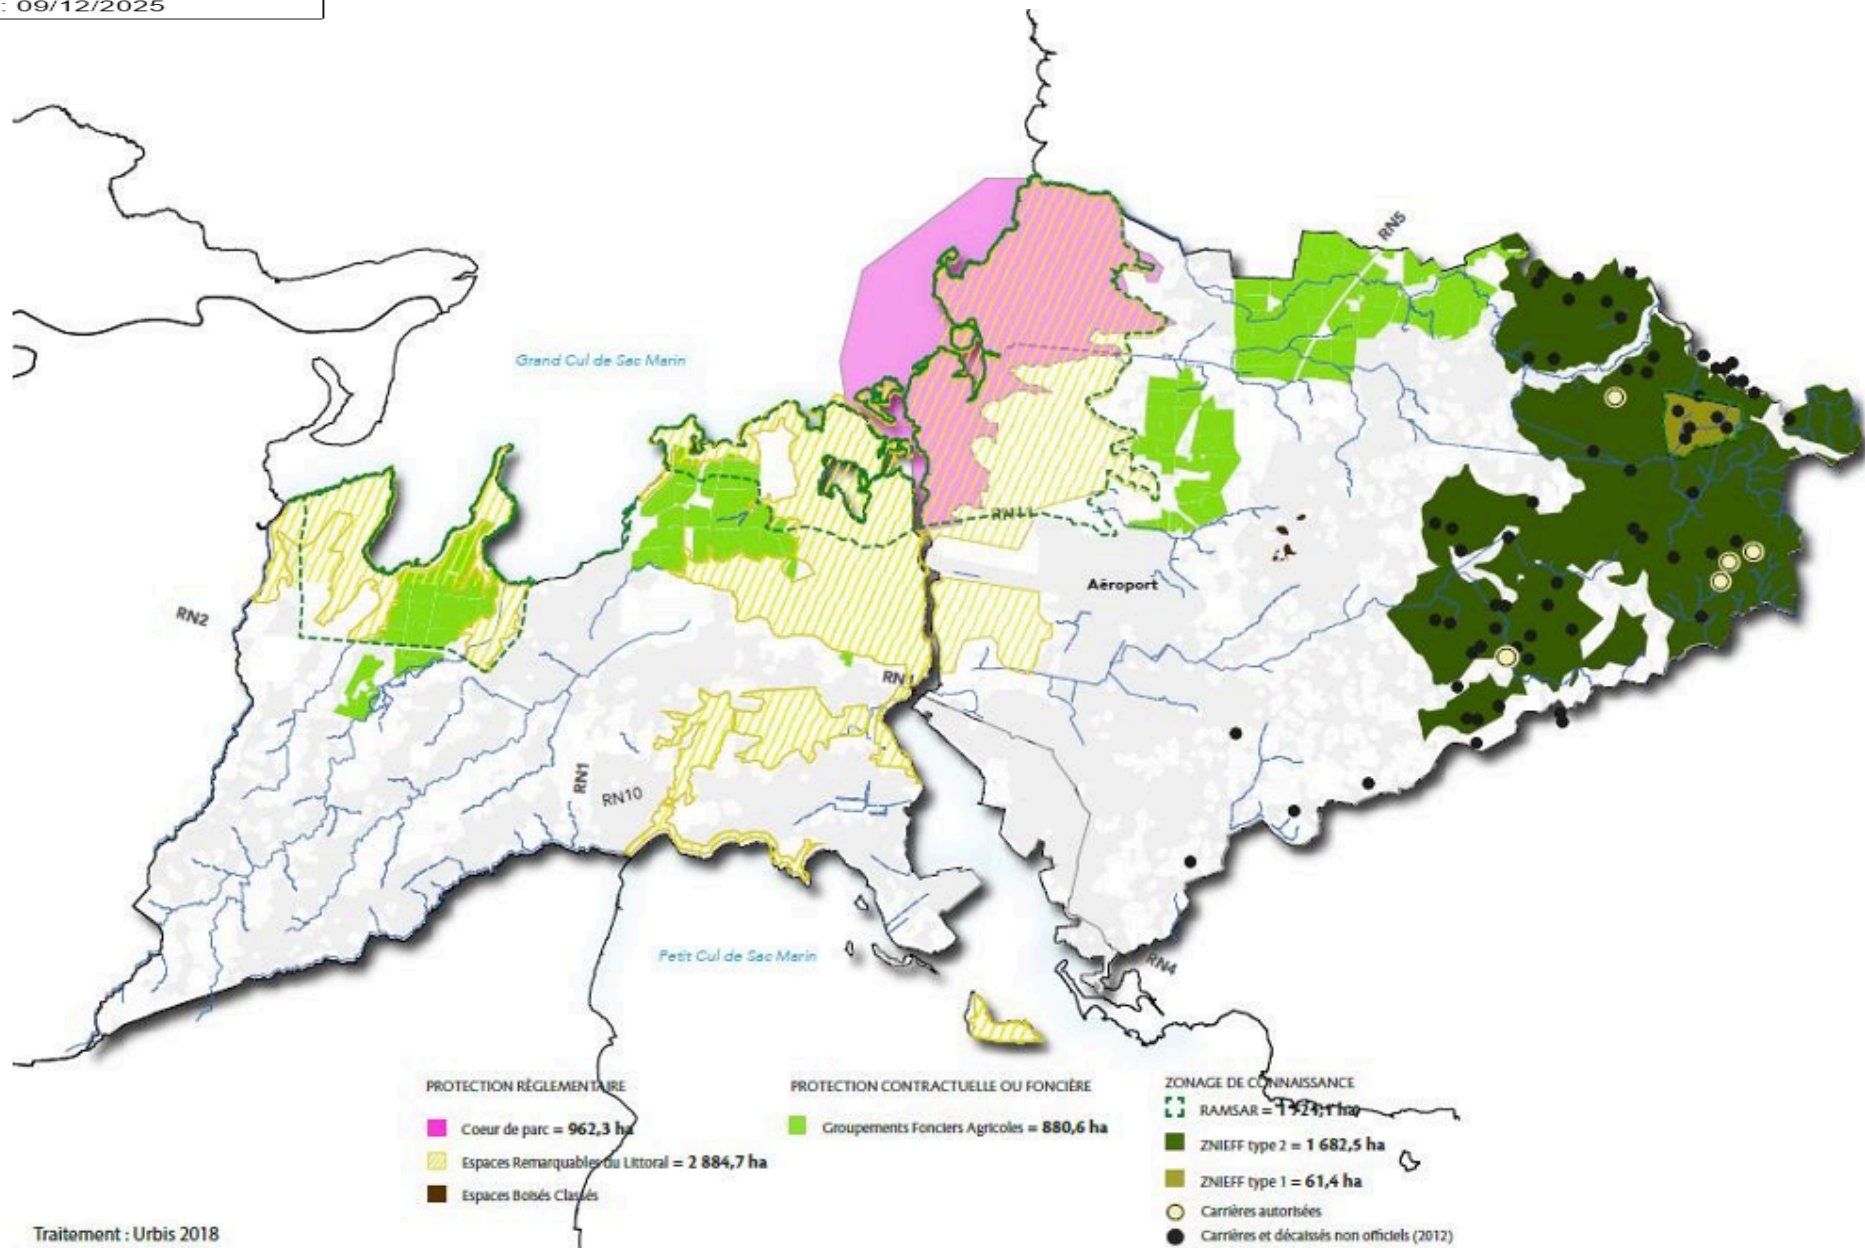 : 09/12/2025
RN5
Grand Cul de Sac Marin
RN11
Aéroport
RN2
RN1
RN1
RN10
Petit Cul de Sac Marin
RN4
PROTECTION RÈGLEMENTAIRE
Coeur de parc = 962,3 ha
Espaces Remarquables du Littoral = 2 884,7 ha
Espaces Boisés Classés
PROTECTION CONTRACTUELLE OU FONCIÈRE
Groupements Fonciers Agricoles = 880,6 ha
ZONAGE DE CONNAISSANCE
RAMSAR =
ZNIEFF type 2 = 1 682,5 ha
ZNIEFF type 1 = 61,4 ha
Carrières autorisées
Carrières et décaissés non officiels (2012)
Traitement : Urbis 2018